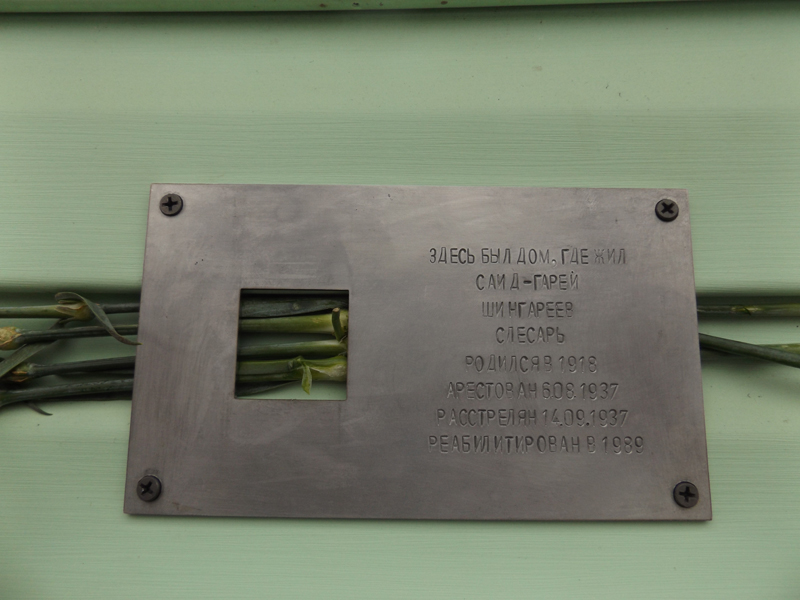 ЗДЕСЬ БЫЛ ДОМ, ГДЕ ЖИЛ
САИД-ГАРЕЙ
ШИНГАРЕЕВ
СЛЕСАРЬ
РОДИЛСЯ В 1918
АРЕСТОВАН 6.08.1937
РАССТРЕЛЯН 14.09.1937
РЕАБИЛИТИРОВАН В 1989